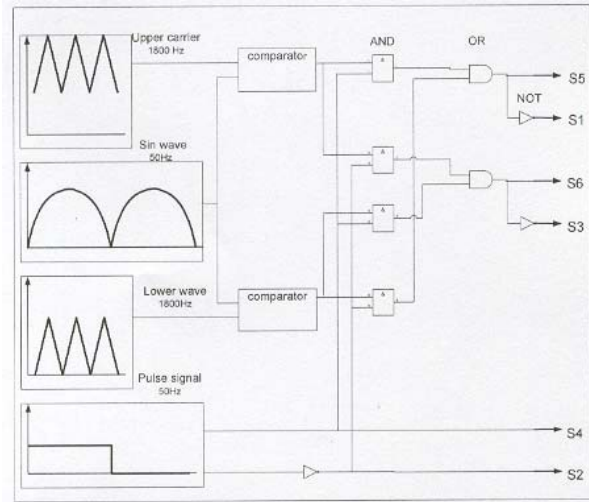 Upper carrier
1800 Hz
comparator
AND
OR
S5
NOT
S1
Sin wave
50Hz
S6
S3
Lower wave
1800Hz
comparator
Pulse signal
50Hz
S4
S2